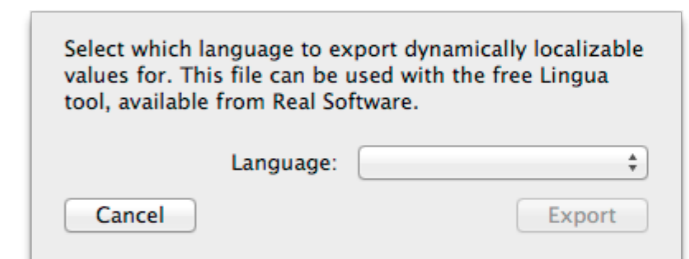 Select which language to export dynamically localizable
values for. This file can be used with the free Lingua
tool, available from Real Software.
Language:
Cancel Export